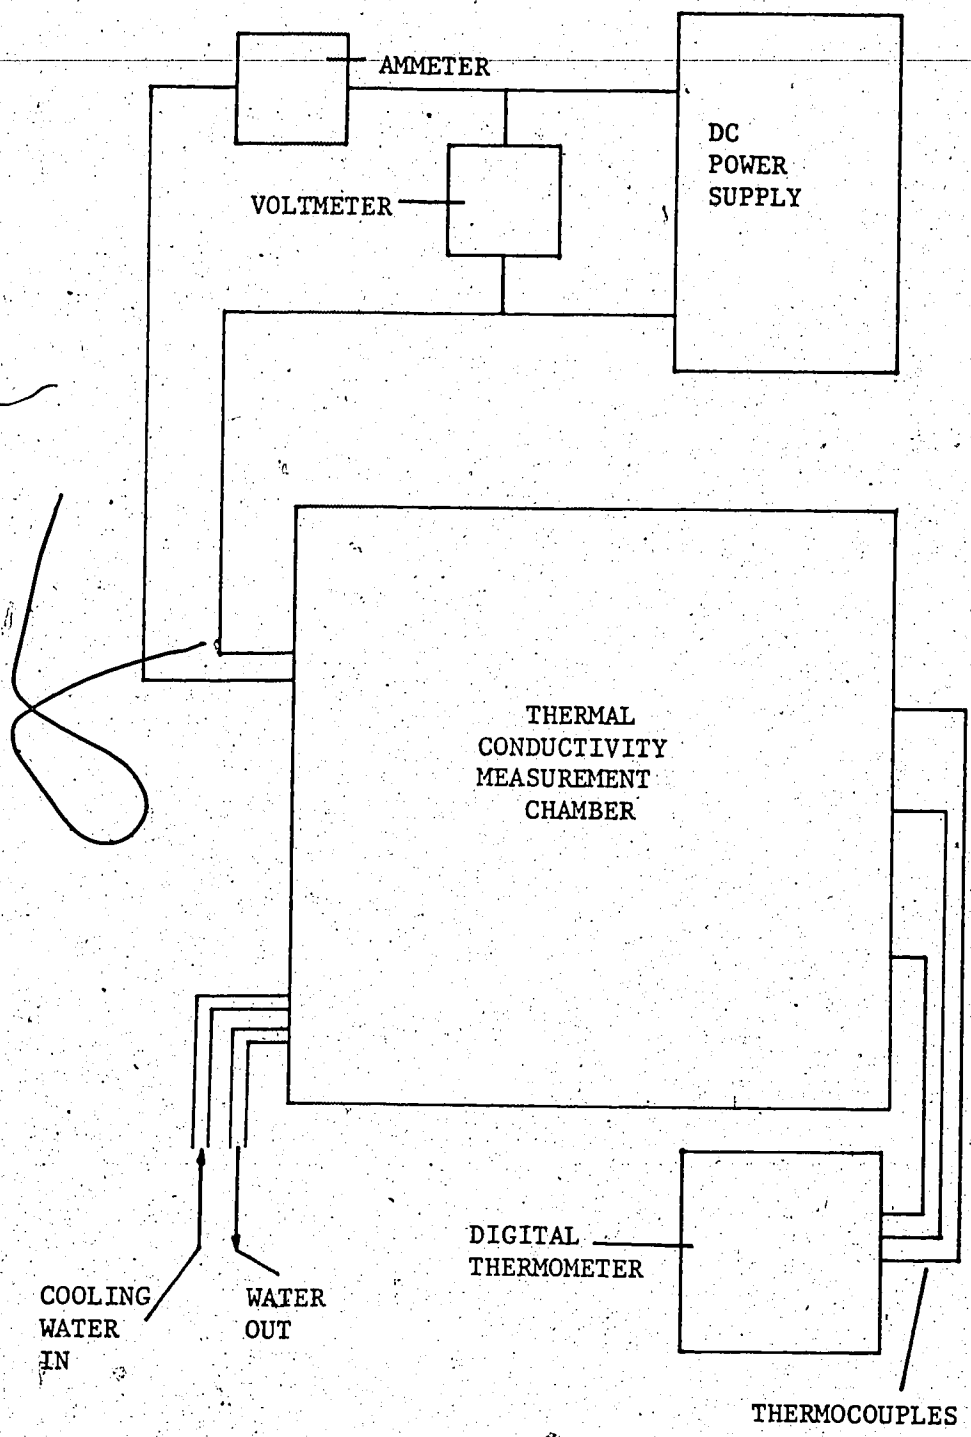 AMMETER
DC
POWER
SUPPLY
VOLTMETER
THERMAL
CONDUCTIVITY
MEASUREMENT
CHAMBER
DIGITAL
THERMOMETER
COOLING
WATER
IN
WATER
OUT
THERMOCOUPLES